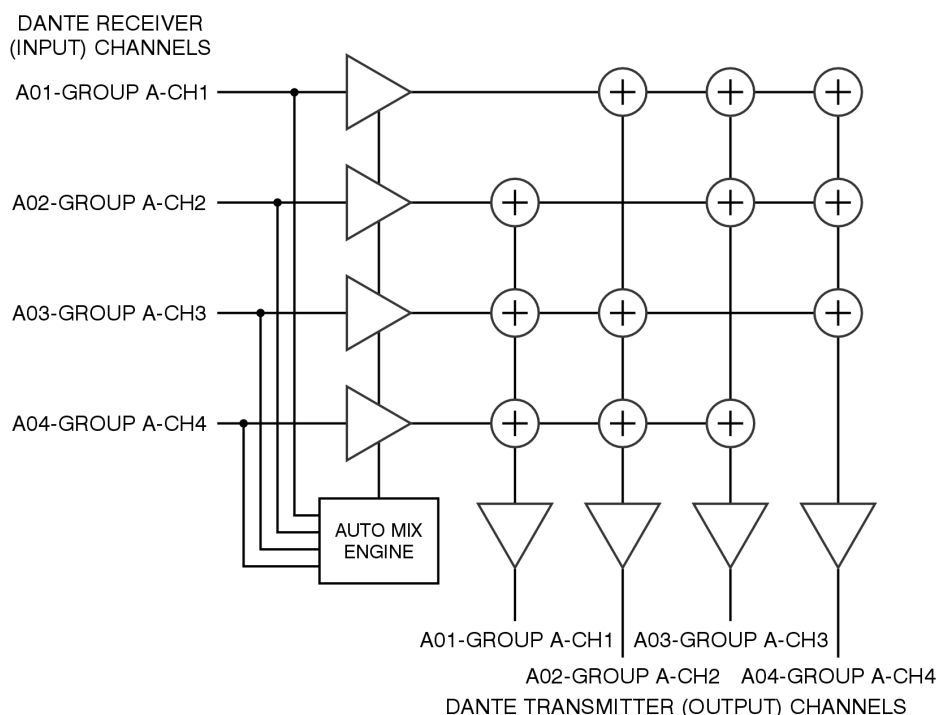 DANTE RECEIVER
(INPUT) CHANNELS
A01-GROUP A-CH1
A02-GROUP A-CH2
A03-GROUP A-CH3
A04-GROUP A-CH4
AUTO MIX
ENGINE
A01-GROUP A-CH1
A03-GROUP A-CH3
A02-GROUP A-CH2
A04-GROUP A-CH4
DANTE TRANSMITTER (OUTPUT) CHANNELS